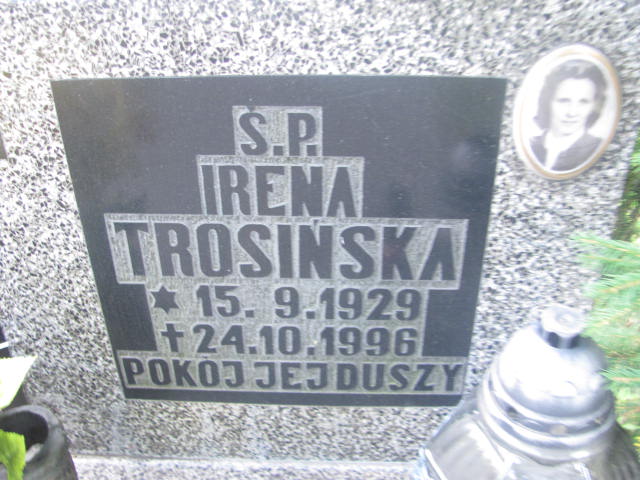 Ś.P.
IRENA
TROSIŃSKA
✶ 15. 9.1929
✝ 24.10.1996
POKÓJ JEJ DUSZY